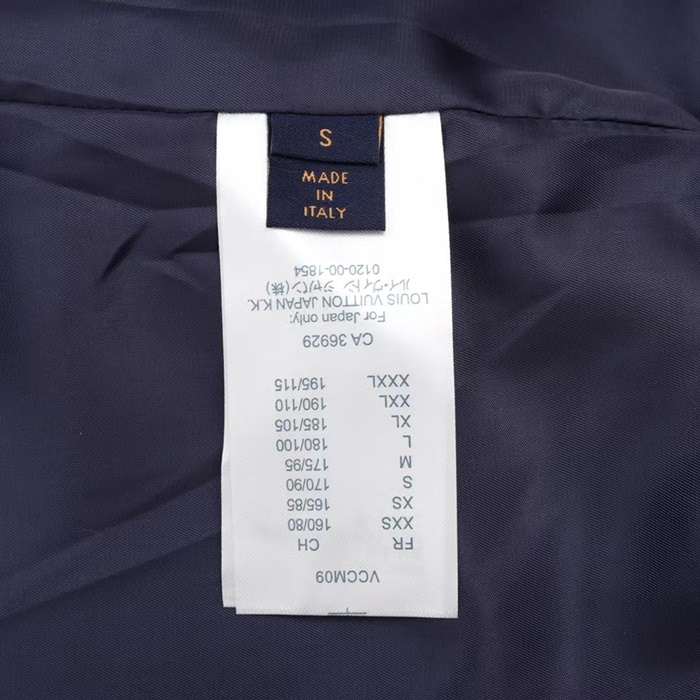 S
MADE
IN
ITALY
VCCM09
FR CH
XXS 160/80
XS 165/85
S 170/90
M 175/95
L 180/100
XL 185/105
XXL 190/110
XXXL 195/115
CA 36929
For Japan only:
LOUIS VUITTON JAPAN K.K.
ルイ・ヴィトン ジャパン(株)
0120-00-1854